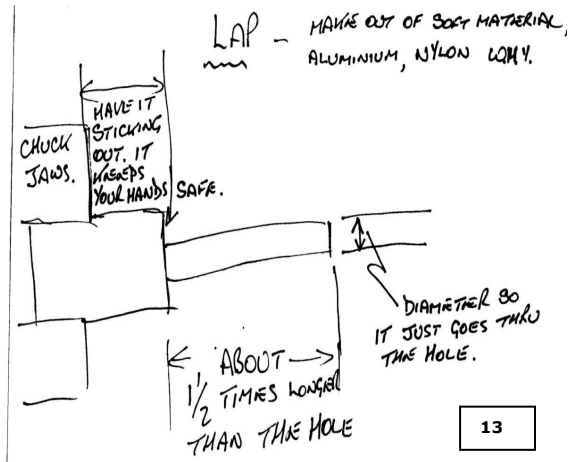 LAP - MAKE OUT OF SOFT MATERIAL,
ALUMINIUM, NYLON
CHUCK
JAWS.
HAVE IT
STICKING
OUT. IT
KEEPS
YOUR HANDS SAFE.
DIAMETER SO
IT JUST GOES THRU
THE HOLE.
ABOUT
1 1/2 TIMES LONGER
THAN THE HOLE
13